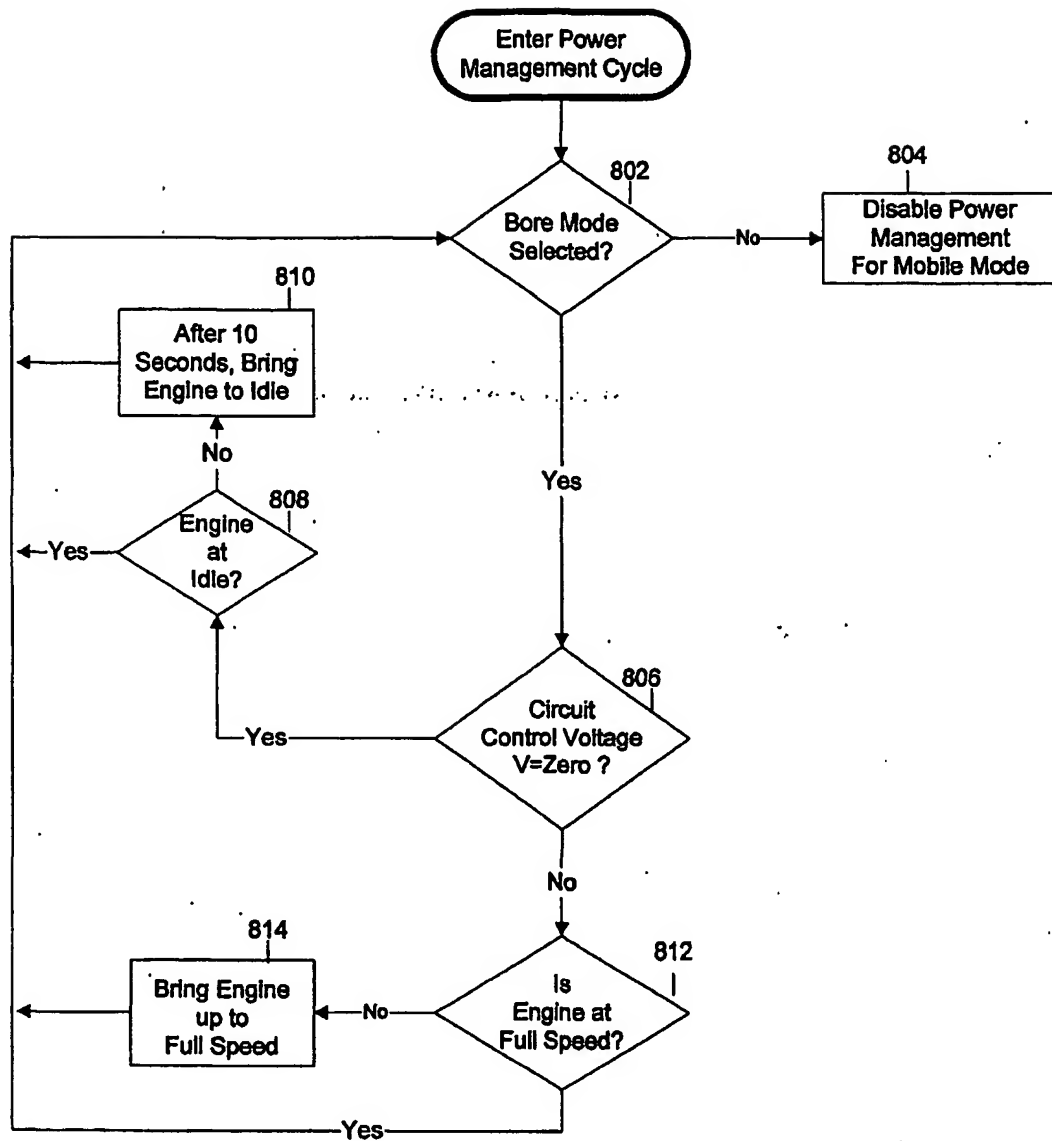 Enter Power
Management Cycle
802
Bore Mode
Selected?
No
804
Disable Power
Management
For Mobile Mode
810
After 10
Seconds, Bring
Engine to Idle
No
Yes
808
Engine
at
Idle?
Yes
806
Circuit
Control Voltage
V=Zero ?
Yes
No
814
Bring Engine
up to
Full Speed
No
812
Is
Engine at
Full Speed?
Yes